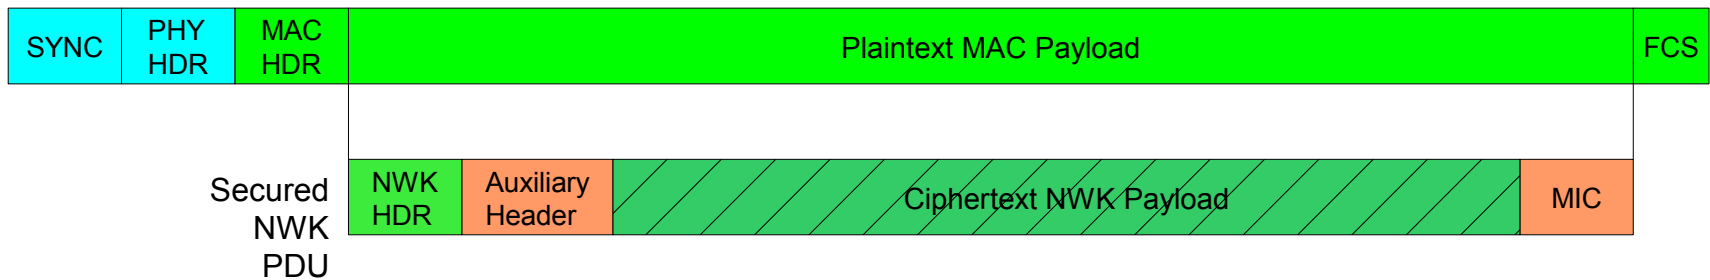 SYNC
PHY
HDR
MAC
HDR
Plaintext MAC Payload
FCS
Secured
NWK
PDU
NWK
HDR
Auxiliary
Header
Ciphertext NWK Payload
MIC